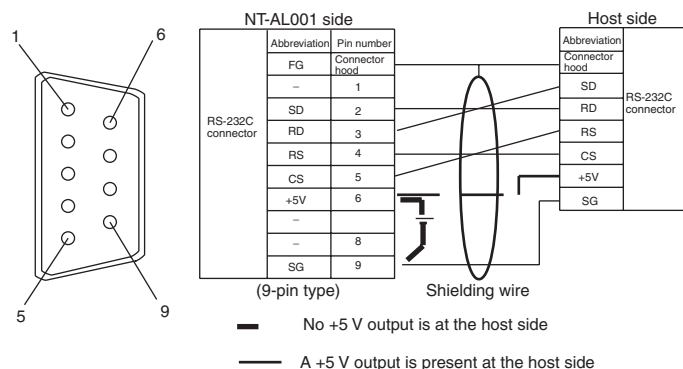 NT-AL001 side
Host side
1
6
5
9
RS-232C connector
Abbreviation Pin number
FG Connector hood
– 1
SD 2
RD 3
RS 4
CS 5
+5V 6
–
– 8
SG 9
(9-pin type)
Shielding wire
Abbreviation
Connector hood
SD
RD
RS
CS
+5V
SG
RS-232C connector
No +5 V output is at the host side
A +5 V output is present at the host side